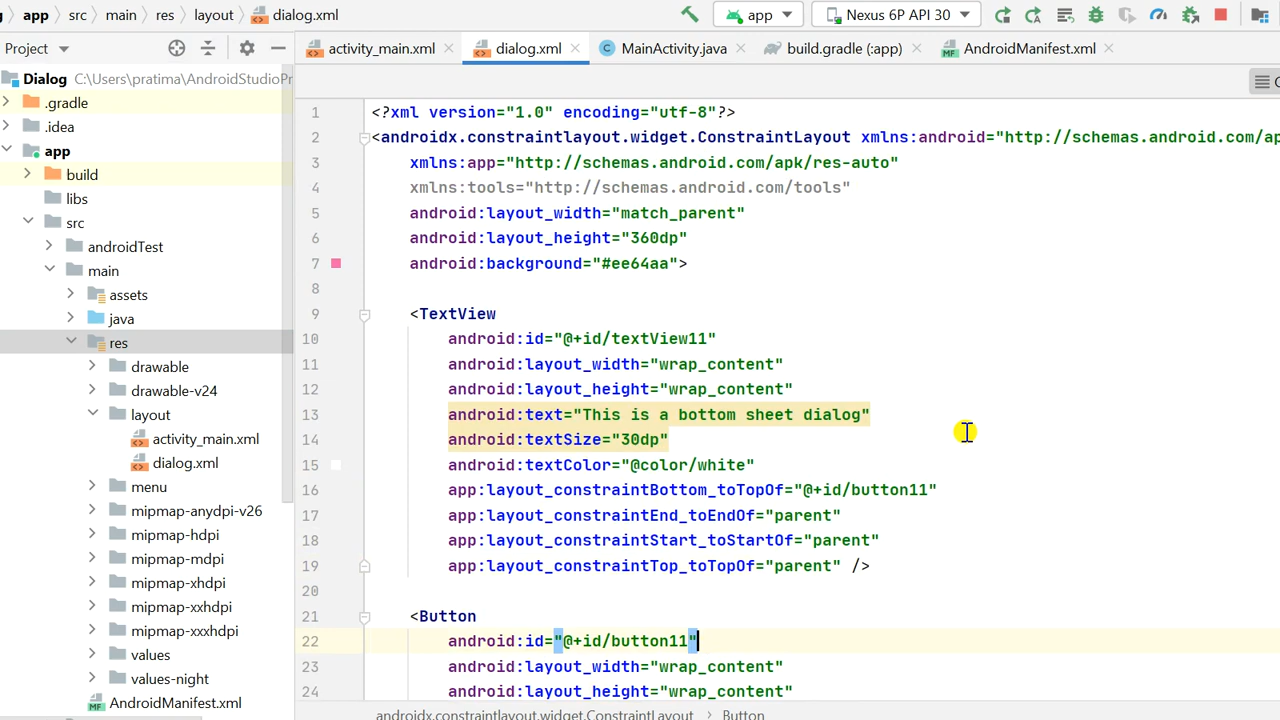 app src main res layout dialog.xml app Nexus 6P API 30
Project activity_main.xml dialog.xml MainActivity.java build.gradle (:app) AndroidManifest.xml
Dialog C:\Users\pratima\AndroidStudioPr
.gradle
.idea
app
build
libs
src
androidTest
main
assets
java
res
drawable
drawable-v24
layout
activity_main.xml
dialog.xml
menu
mipmap-anydpi-v26
mipmap-hdpi
mipmap-mdpi
mipmap-xhdpi
mipmap-xxhdpi
mipmap-xxxhdpi
values
values-night
AndroidManifest.xml
1 <?xml version="1.0" encoding="utf-8"?>
2 <androidx.constraintlayout.widget.ConstraintLayout xmlns:android="http://schemas.android.com/ap
3 xmlns:app="http://schemas.android.com/apk/res-auto"
4 xmlns:tools="http://schemas.android.com/tools"
5 android:layout_width="match_parent"
6 android:layout_height="360dp"
7 android:background="#ee64aa">
8
9 <TextView
10 android:id="@+id/textView11"
11 android:layout_width="wrap_content"
12 android:layout_height="wrap_content"
13 android:text="This is a bottom sheet dialog"
14 android:textSize="30dp"
15 android:textColor="@color/white"
16 app:layout_constraintBottom_toTopOf="@+id/button11"
17 app:layout_constraintEnd_toEndOf="parent"
18 app:layout_constraintStart_toStartOf="parent"
19 app:layout_constraintTop_toTopOf="parent" />
20
21 <Button
22 android:id="@+id/button11"
23 android:layout_width="wrap_content"
24 android:layout_height="wrap_content"
androidx.constraintlayout.widget.ConstraintLayout Button